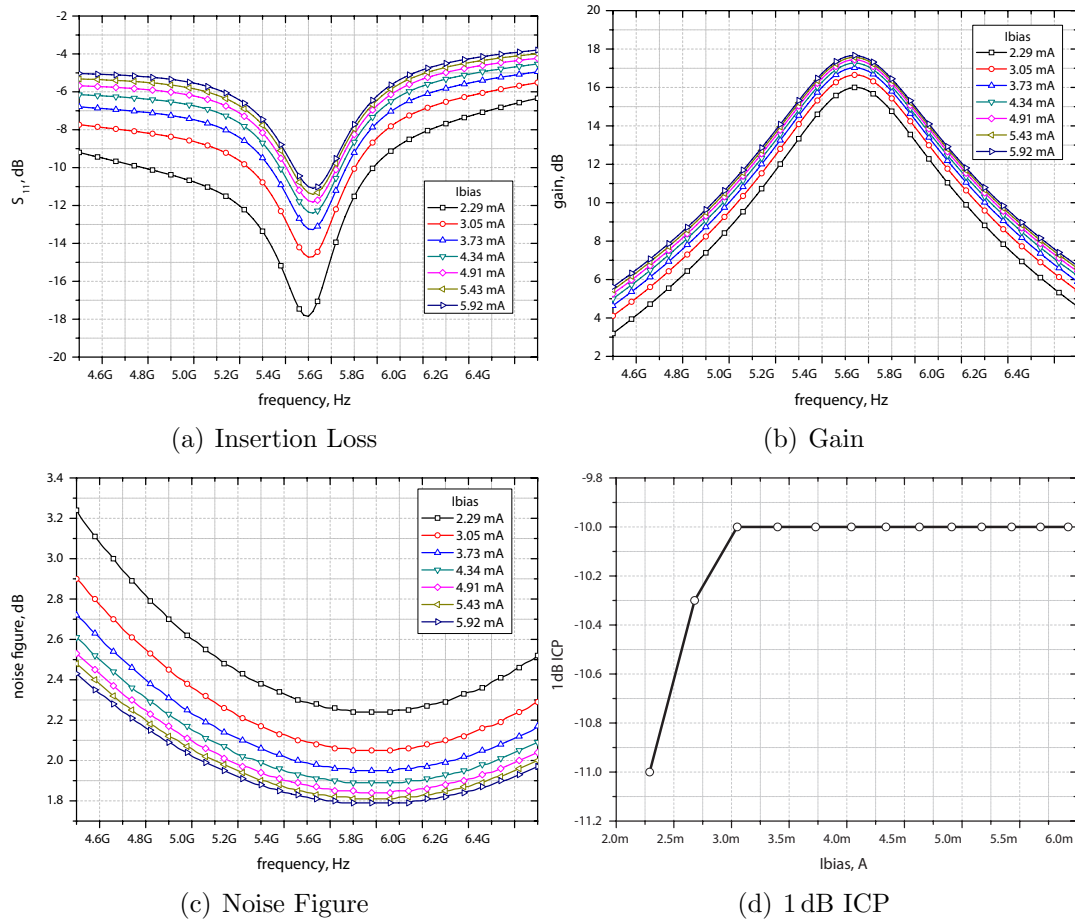 -2
-4
-6
-8
-10
-12
-14
-16
-18
-20
S 11, dB
Ibias
2.29 mA
3.05 mA
3.73 mA
4.34 mA
4.91 mA
5.43 mA
5.92 mA
4.6G 4.8G 5.0G 5.2G 5.4G 5.6G 5.8G 6.0G 6.2G 6.4G
frequency, Hz
(a) Insertion Loss
20
18
16
14
12
10
8
6
4
2
gain, dB
Ibias
2.29 mA
3.05 mA
3.73 mA
4.34 mA
4.91 mA
5.43 mA
5.92 mA
4.6G 4.8G 5.0G 5.2G 5.4G 5.6G 5.8G 6.0G 6.2G 6.4G
frequency, Hz
(b) Gain
3.4
3.2
3.0
2.8
2.6
2.4
2.2
2.0
1.8
noise figure, dB
Ibias
2.29 mA
3.05 mA
3.73 mA
4.34 mA
4.91 mA
5.43 mA
5.92 mA
4.6G 4.8G 5.0G 5.2G 5.4G 5.6G 5.8G 6.0G 6.2G 6.4G
frequency, Hz
(c) Noise Figure
-9.8
-10.0
-10.2
-10.4
-10.6
-10.8
-11.0
-11.2
1 dB ICP
2.0m 2.5m 3.0m 3.5m 4.0m 4.5m 5.0m 5.5m 6.0m
Ibias, A
(d) 1 dB ICP